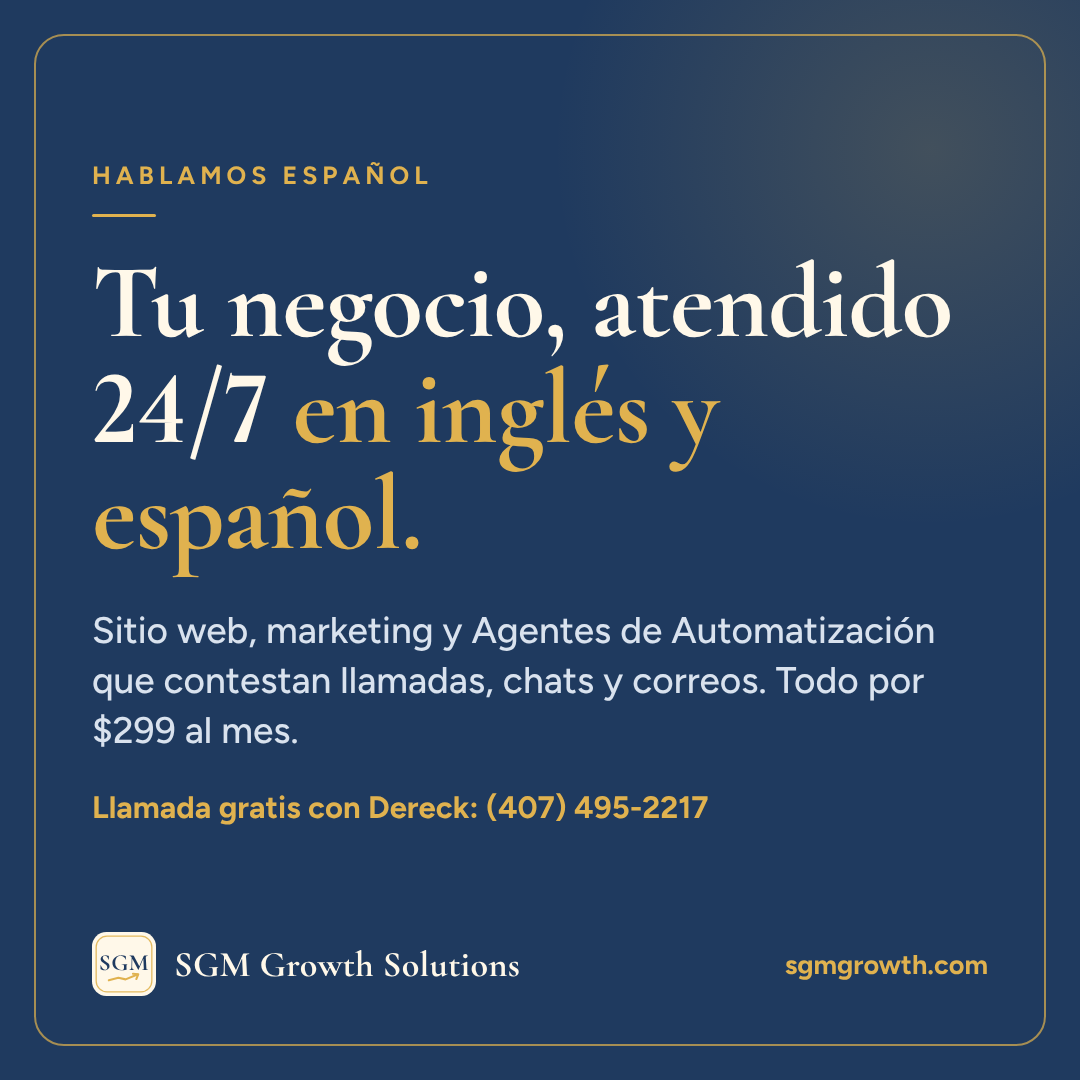 HABLAMOS ESPAÑOL
Tu negocio, atendido
24/7 en inglés y
español.
Sitio web, marketing y Agentes de Automatización
que contestan llamadas, chats y correos. Todo por
$299 al mes.
Llamada gratis con Dereck: (407) 495-2217
SGM
SGM Growth Solutions
sgmgrowth.com